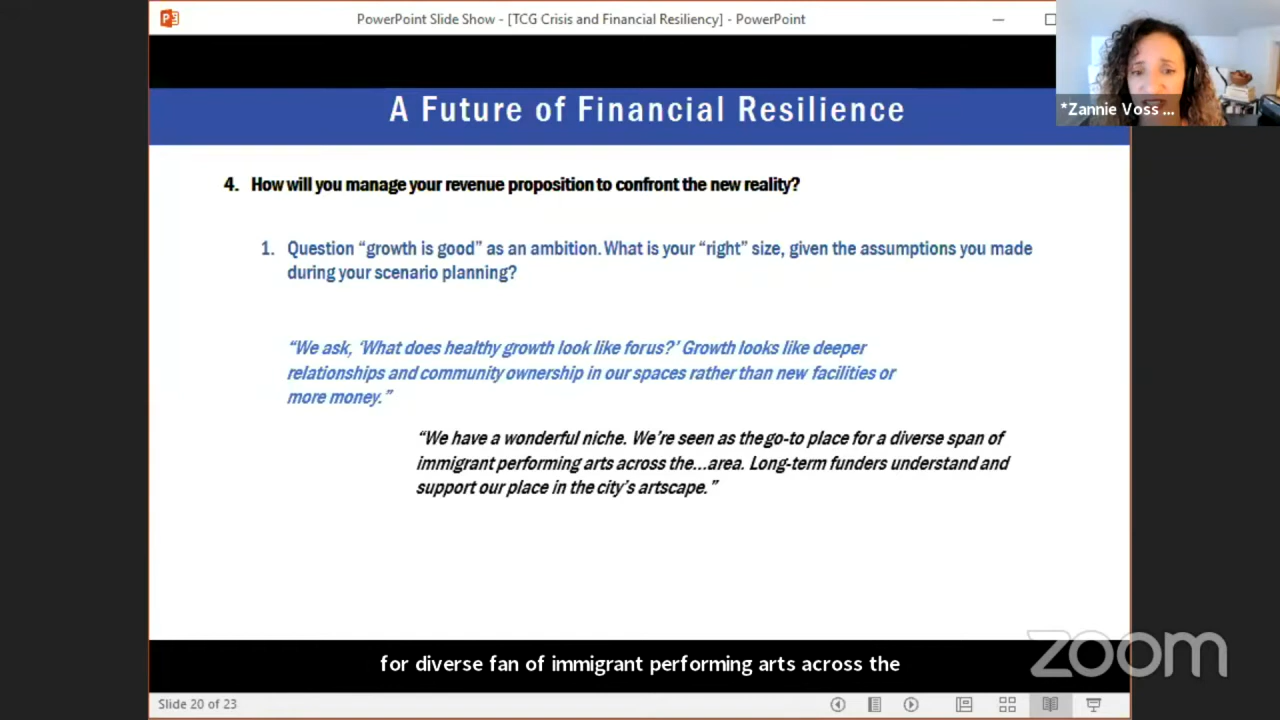 PowerPoint Slide Show - [TCG Crisis and Financial Resiliency] - PowerPoint
*Zannie Voss ...
A Future of Financial Resilience
4. How will you manage your revenue proposition to confront the new reality?
1. Question “growth is good” as an ambition. What is your “right” size, given the assumptions you made
during your scenario planning?
“We ask, ‘What does healthy growth look like forus?’ Growth looks like deeper
relationships and community ownership in our spaces rather than new facilities or
more money.”
“We have a wonderful niche. We’re seen as the go-to place for a diverse span of
immigrant performing arts across the...area. Long-term funders understand and
support our place in the city’s artscape.”
for diverse fan of immigrant performing arts across the
zoom
Slide 20 of 23